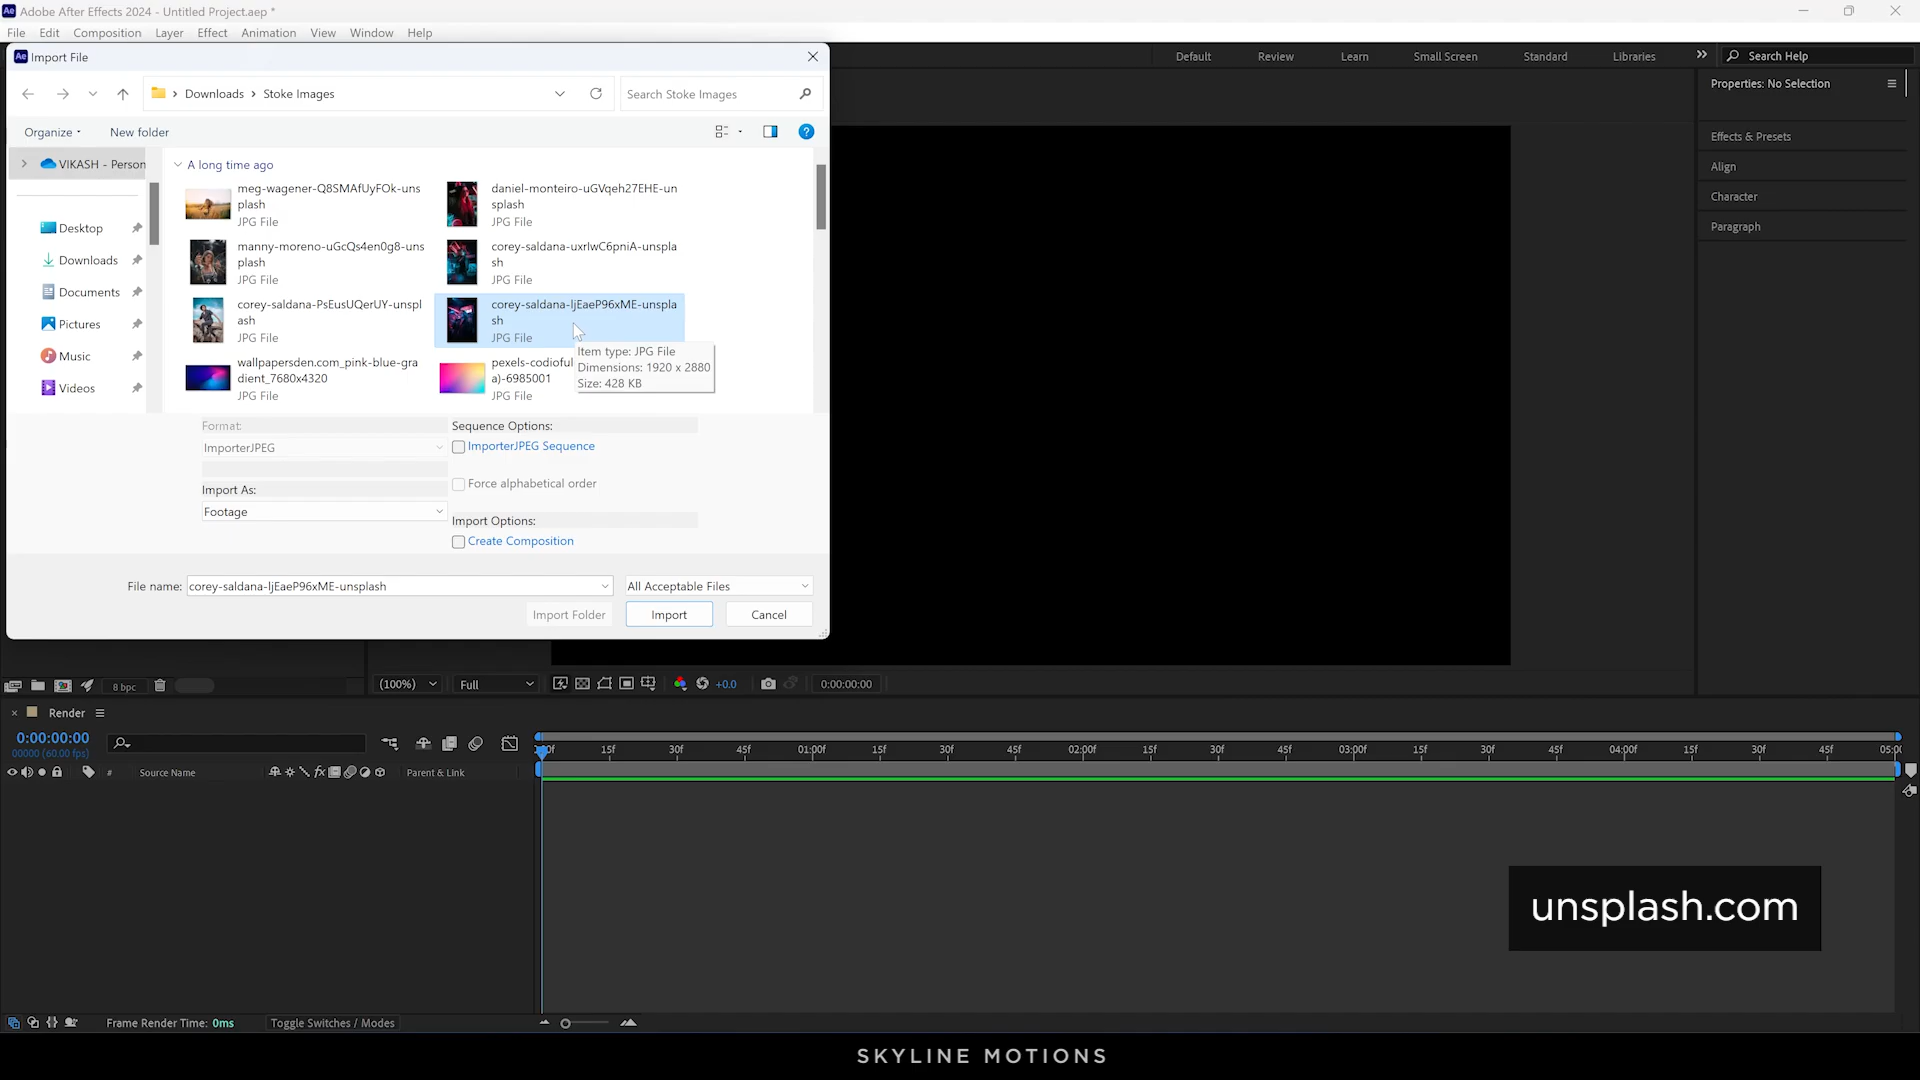 Adobe After Effects 2024 - Untitled Project.aep *
File Edit Composition Layer Effect Animation View Window Help
Import File
Default Review Learn Small Screen Standard Libraries Search Help
Downloads Stoke Images
Search Stoke Images
Properties: No Selection
Organize New folder
Effects & Presets
Align
Character
Paragraph
VIKASH - Person
Desktop
Downloads
Documents
Pictures
Music
Videos
A long time ago
meg-wagener-Q8SMAfUyFOk-uns
plash
JPG File
daniel-monteiro-uGVqeh27EHE-un
splash
JPG File
manny-moreno-uGcQs4en0g8-uns
plash
JPG File
corey-saldana-uxrlwC6pniA-unspla
sh
JPG File
corey-saldana-PsEusUQerUY-unspl
ash
JPG File
corey-saldana-ljEaeP96xME-unspla
sh
JPG File
wallpapersden.com_pink-blue-gra
dient_7680x4320
JPG File
pexels-codioful
a)-6985001
JPG File
Item type: JPG File
Dimensions: 1920 x 2880
Size: 428 KB
Format:
ImporterJPEG
Import As:
Footage
Sequence Options:
ImporterJPEG Sequence
Force alphabetical order
Import Options:
Create Composition
File name: corey-saldana-ljEaeP96xME-unsplash
All Acceptable Files
Import Folder Import Cancel
8 bpc
(100%) Full +0.0 0:00:00:00
Render
0:00:00:00
00000 (60.00 fps)
# Source Name Parent & Link
15f 30f 45f 01:00f 15f 30f 45f 02:00f 15f 30f 45f 03:00f 15f 30f 45f 04:00f 15f 30f 45f 05:0
unsplash.com
Frame Render Time: 0ms Toggle Switches / Modes
SKYLINE MOTIONS